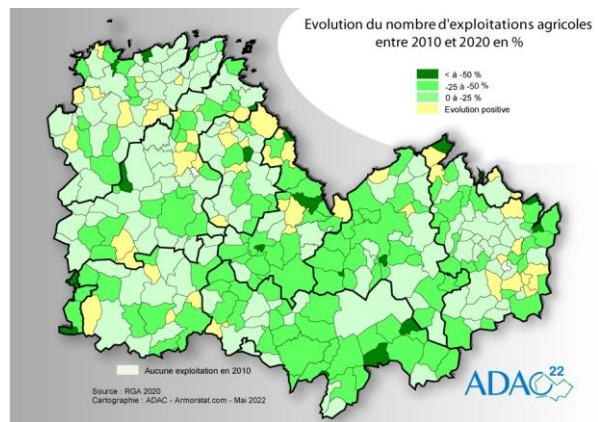 Evolution du nombre d'exploitations agricoles
entre 2010 et 2020 en %
< à -50 %
-25 à -50 %
0 à -25 %
Evolution positive
Aucune exploitation en 2010
Source : RGA 2020
Cartographie : ADAC - Armorstat.com - Mai 2022
ADAC 22